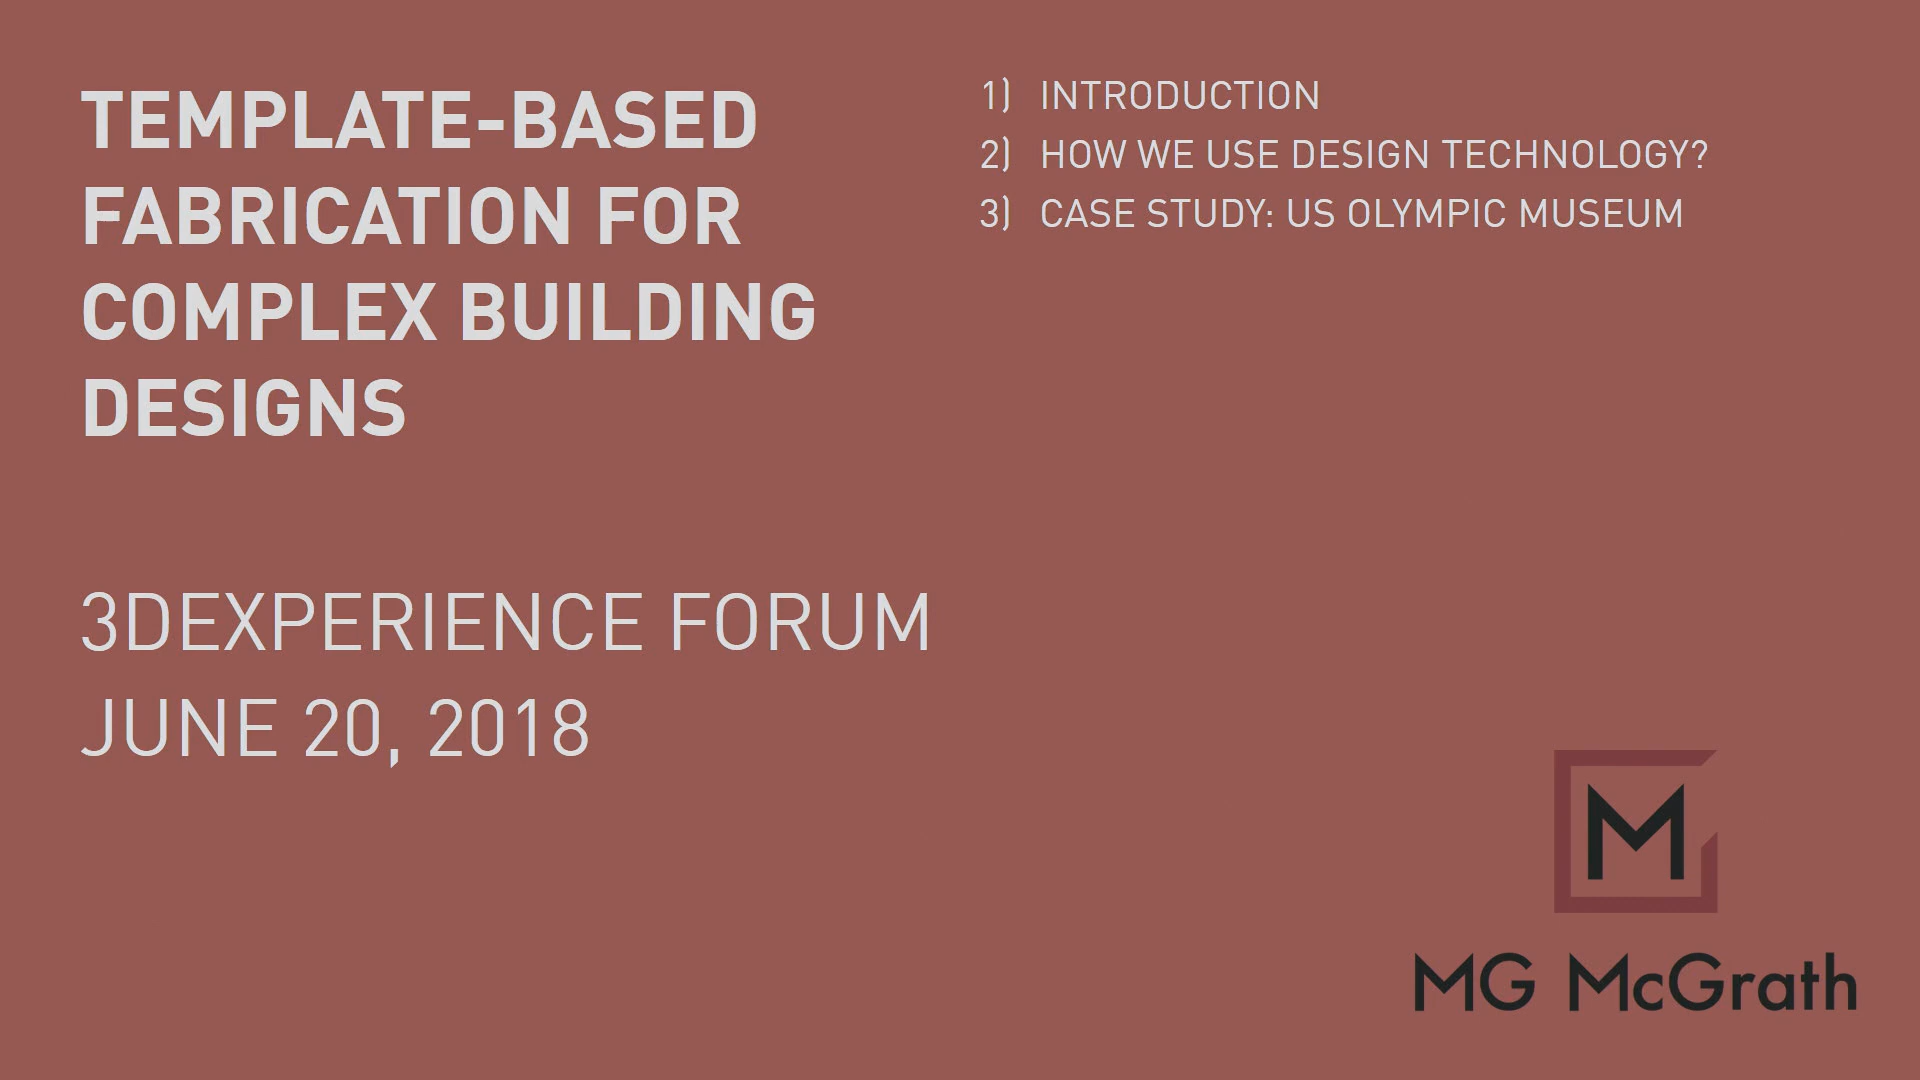 TEMPLATE-BASED
FABRICATION FOR
COMPLEX BUILDING
DESIGNS
3DEXPERIENCE FORUM
JUNE 20, 2018
1) INTRODUCTION
2) HOW WE USE DESIGN TECHNOLOGY?
3) CASE STUDY: US OLYMPIC MUSEUM
M
MG McGrath